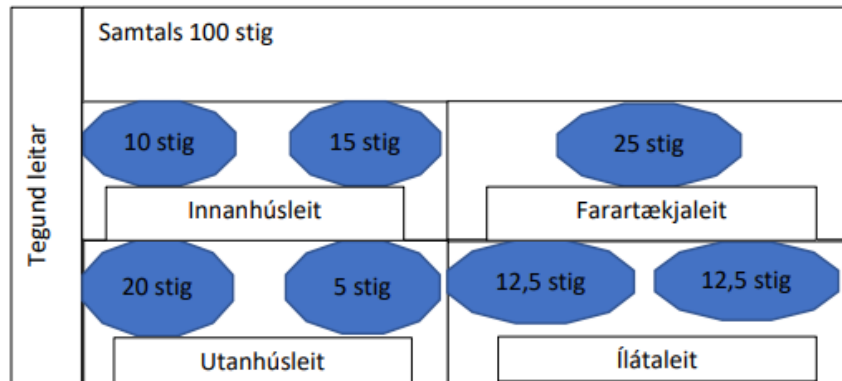 Tegund leitar
Samtals 100 stig
10 stig
15 stig
Innanhúsleit
25 stig
Farartækjaleit
20 stig
5 stig
Utanhúsleit
12,5 stig
12,5 stig
Ílátaleit